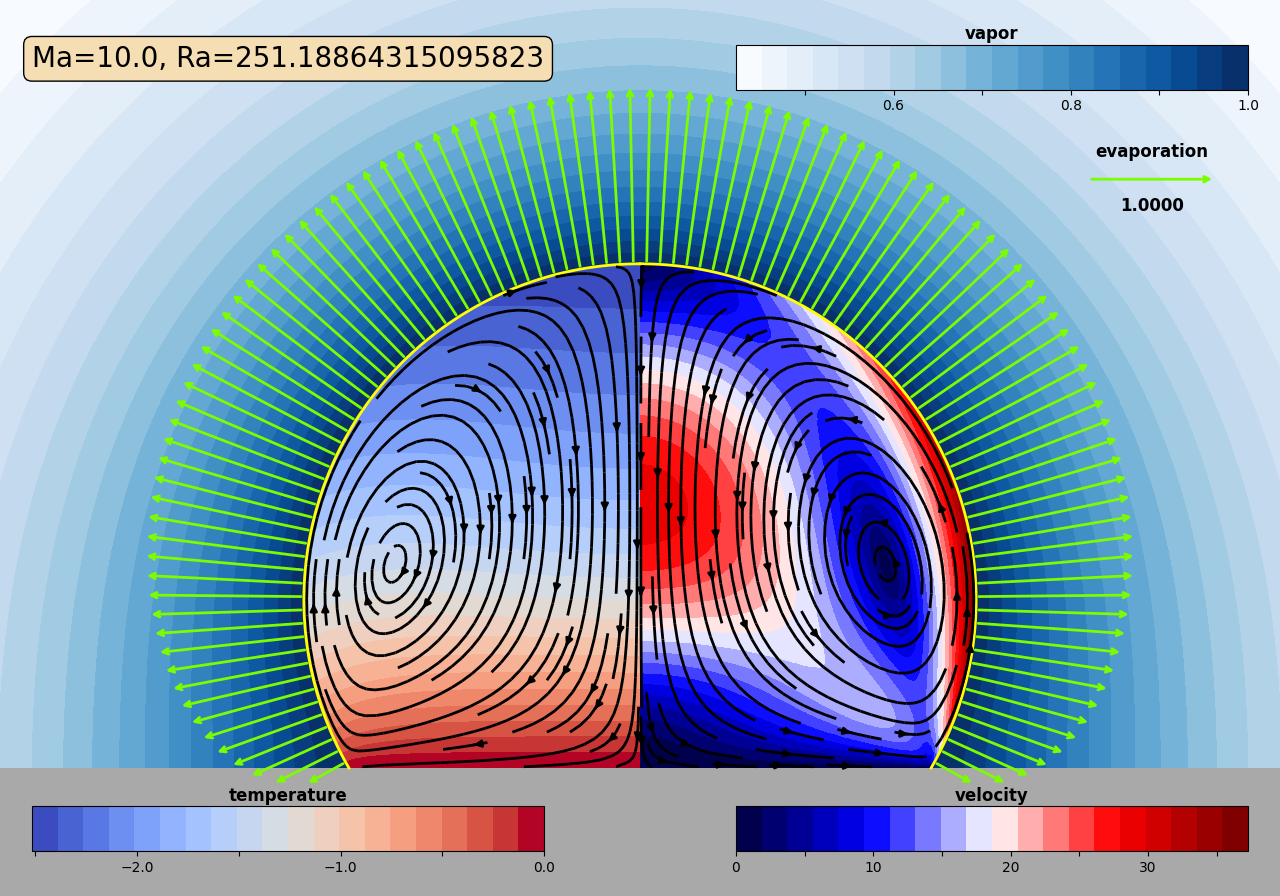 Ma=10.0, Ra=251.18864315095823
vapor
0.6 0.8 1.0
evaporation
1.0000
temperature
−2.0 −1.0 0.0
velocity
0 10 20 30